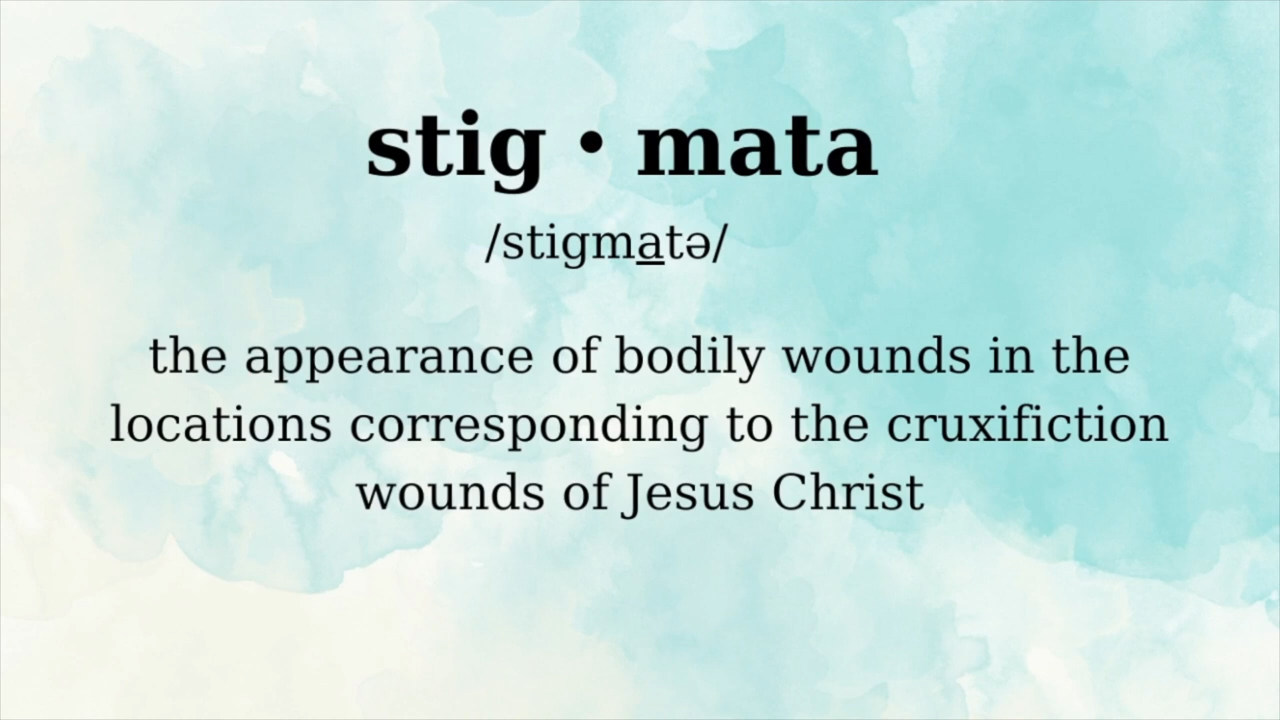 stig • mata
/stigmatə/
the appearance of bodily wounds in the
locations corresponding to the cruxifiction
wounds of Jesus Christ